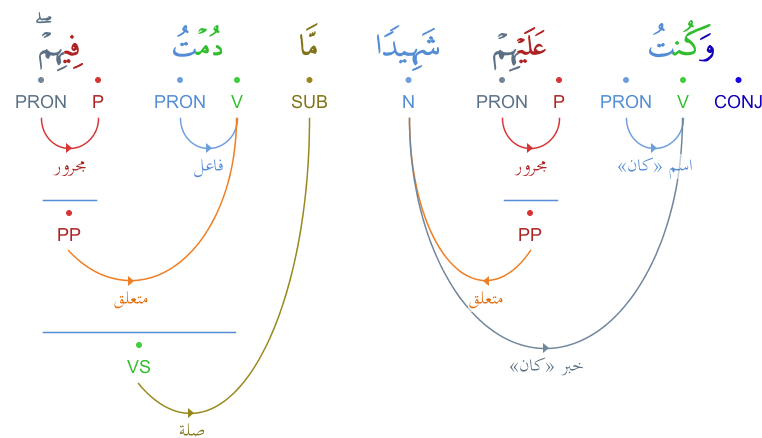 وَكُنتُ عَلَيْهِمْ شَهِيدًا مَّا دُمْتُ فِيهِمْ ۖ
CONJ V PRON P PRON N SUB V PRON P PRON
اسم «كان» مجرور فاعل مجرور
PP PP
متعلق متعلق
خبر «كان»
VS
صلة